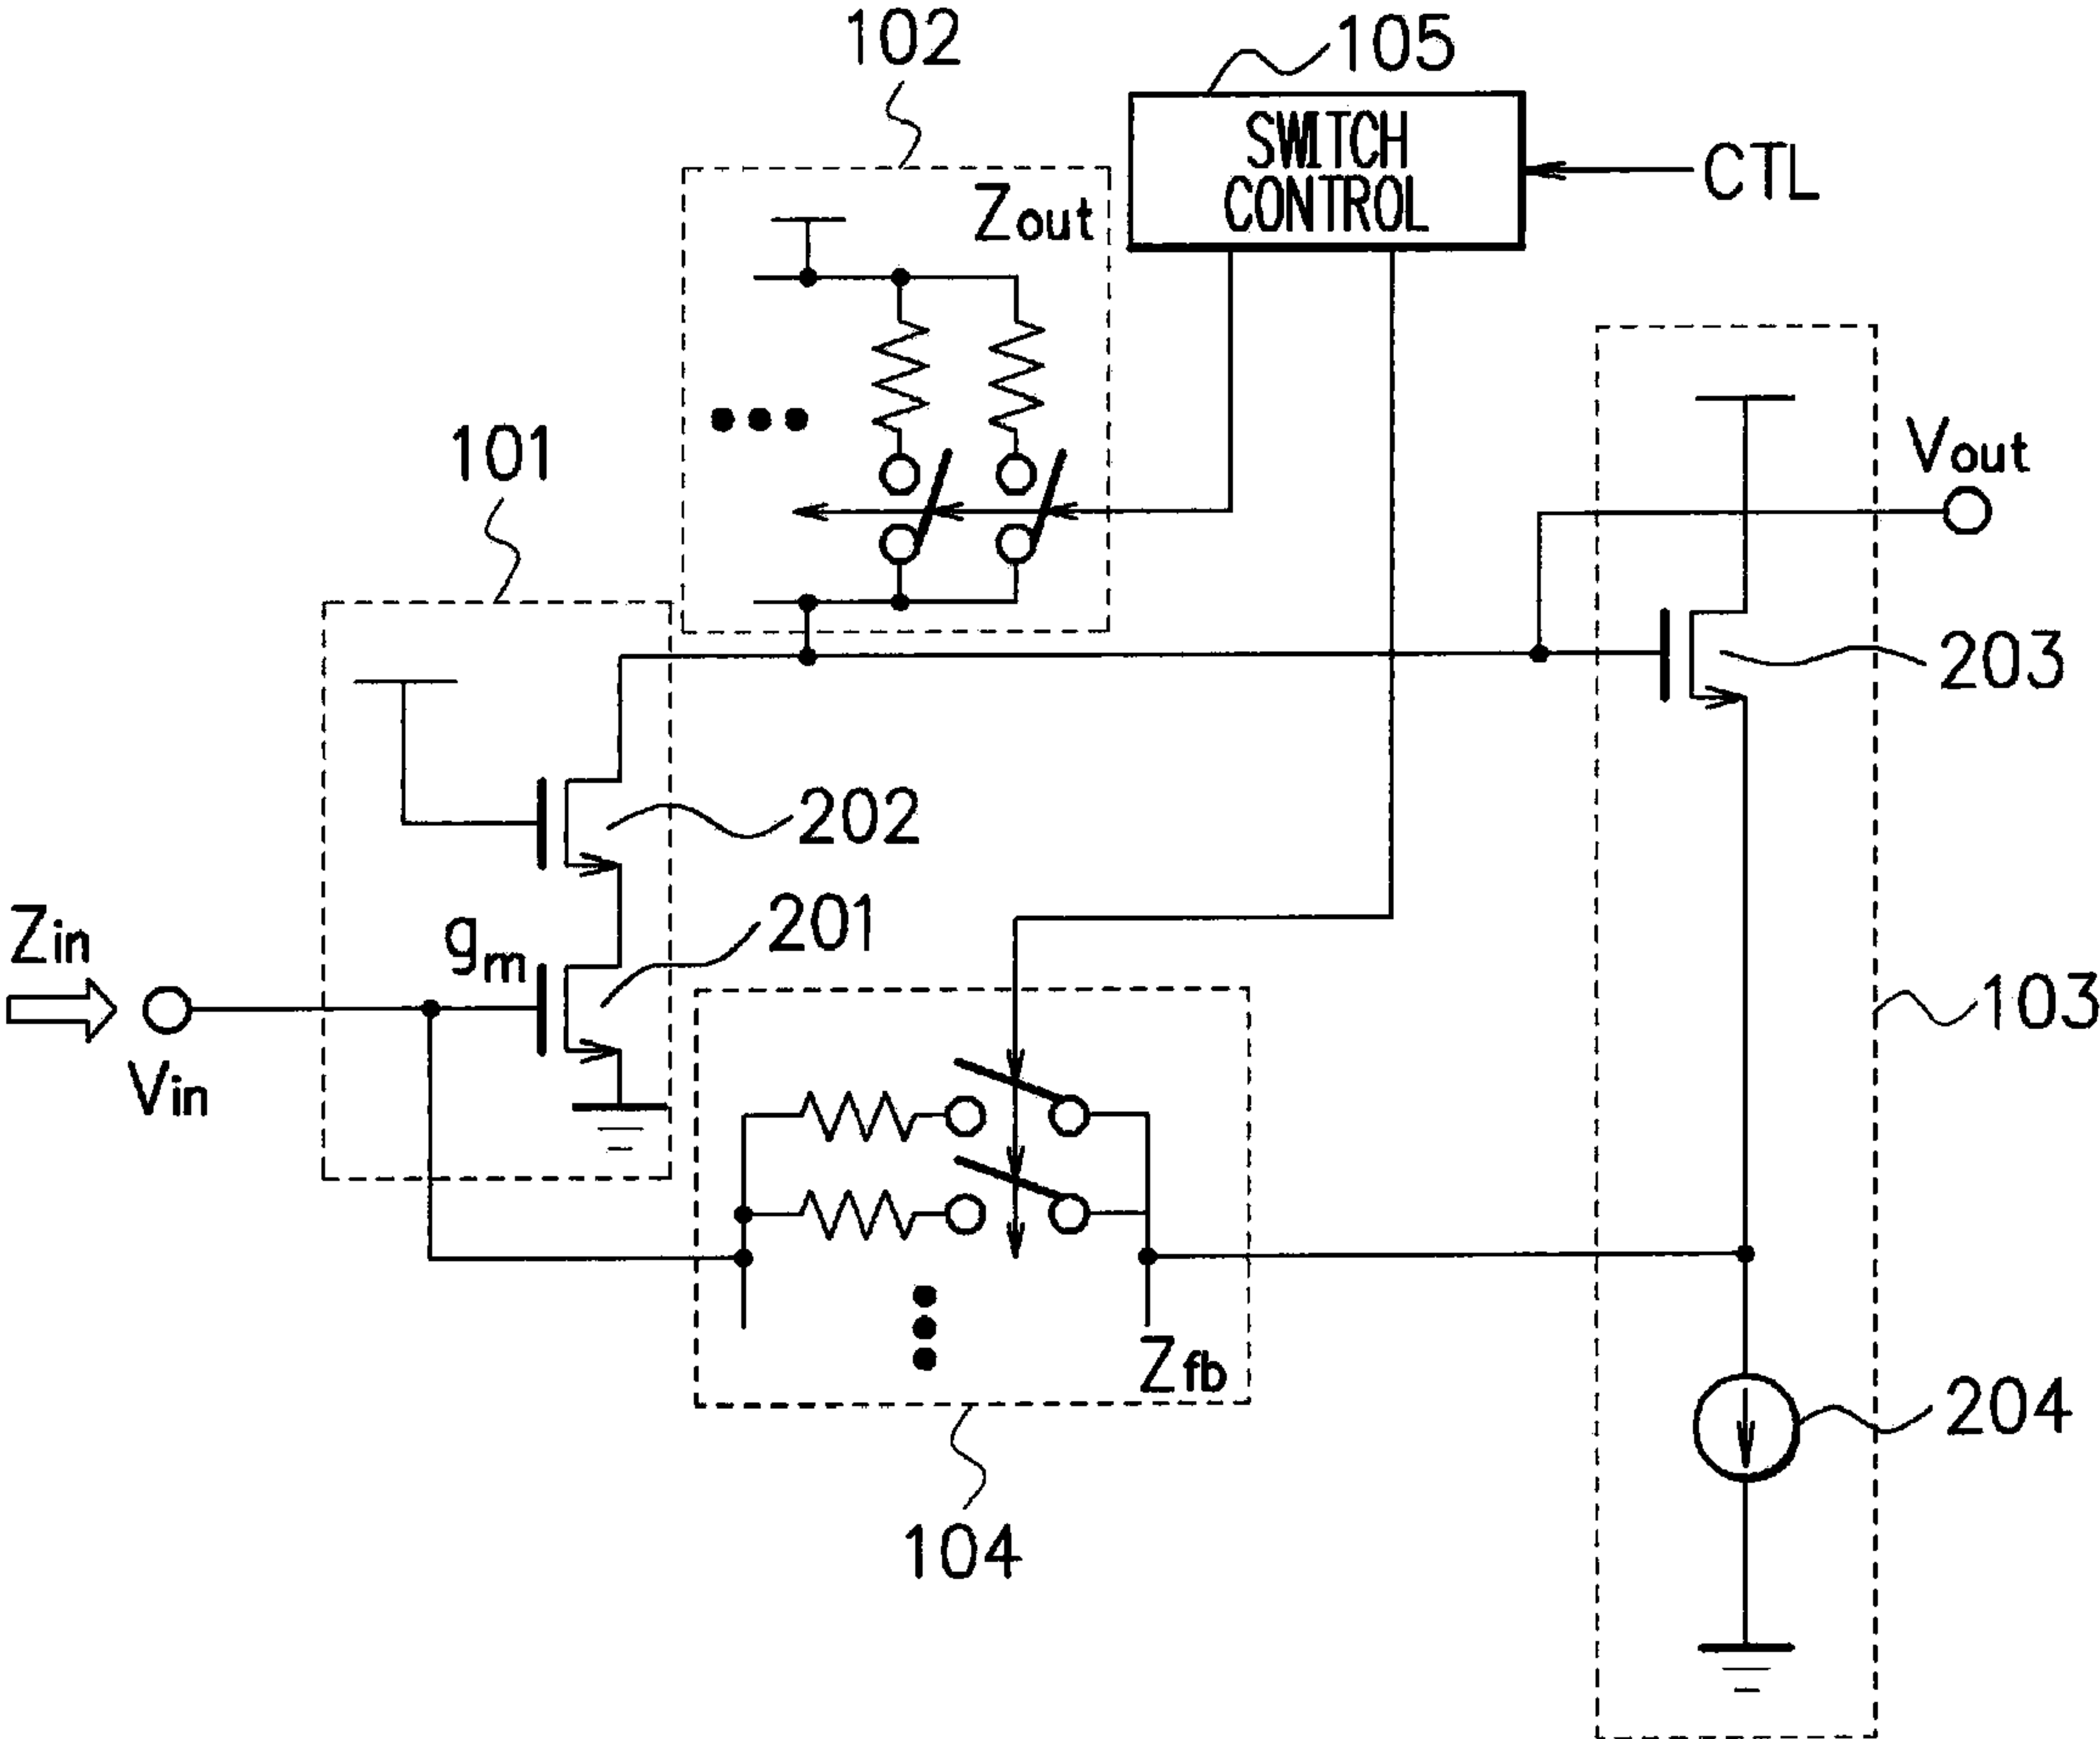 102
105
SWITCH
CONTROL
CTL
Zout
101
Vout
203
202
201
gm
Zin
Vin
103
Zfb
204
104